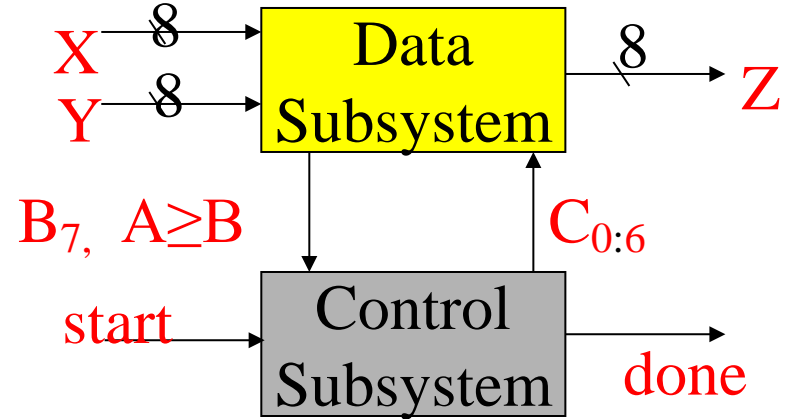 X
8
Y
8
Data
Subsystem
8
Z
B₇, A≥B
C₀:₆
start
Control
Subsystem
done